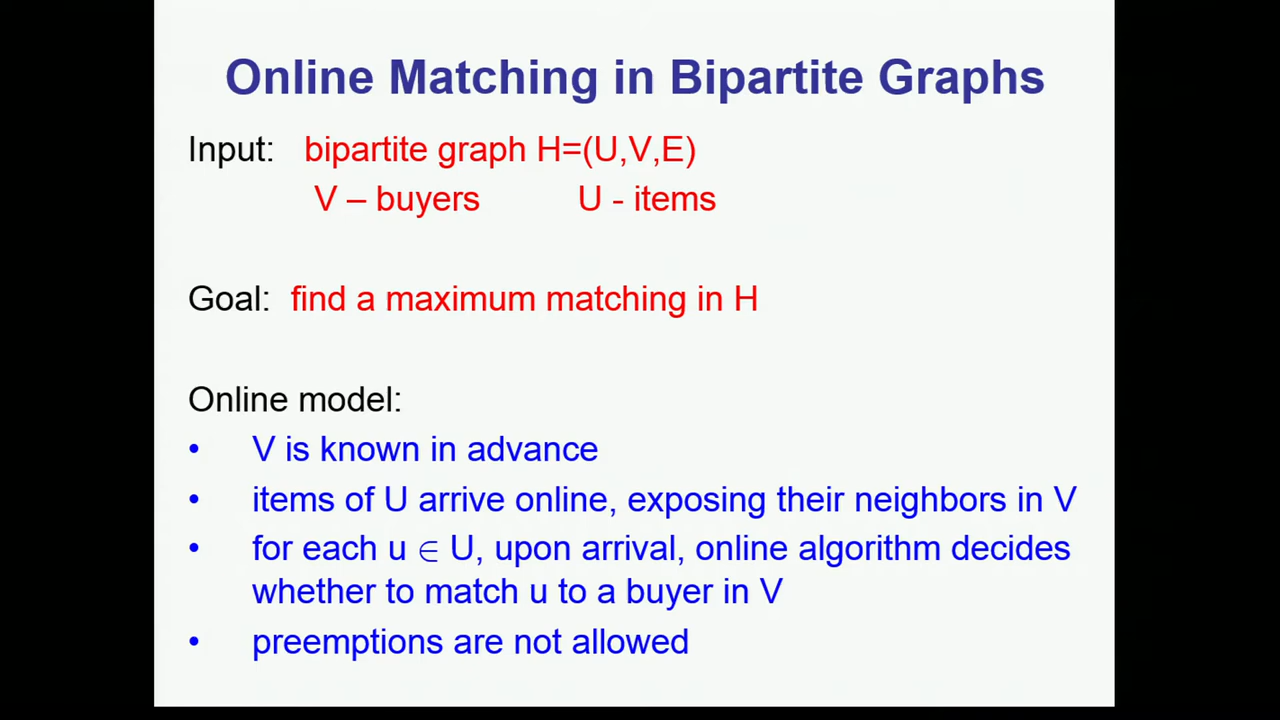 Online Matching in Bipartite Graphs
Input: bipartite graph H=(U,V,E)
V – buyers U - items
Goal: find a maximum matching in H
Online model:
• V is known in advance
• items of U arrive online, exposing their neighbors in V
• for each u ∈ U, upon arrival, online algorithm decides
whether to match u to a buyer in V
• preemptions are not allowed